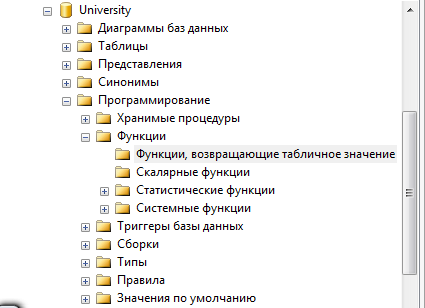 University
Диаграммы баз данных
Таблицы
Представления
Синонимы
Программирование
Хранимые процедуры
Функции
Функции, возвращающие табличное значение
Скалярные функции
Статистические функции
Системные функции
Триггеры базы данных
Сборки
Типы
Правила
Значения по умолчанию